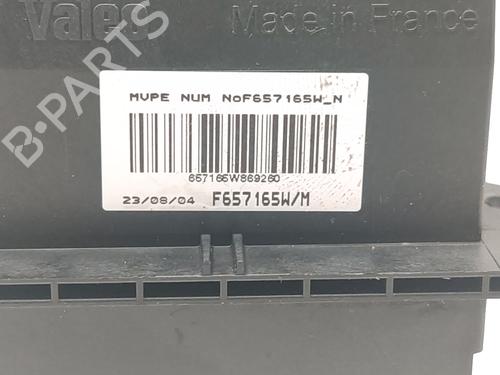 Valeo Made in France
MVPE NUM NoF657165W_N
657165W869260
23/08/04 F657165W/M
B-PARTS